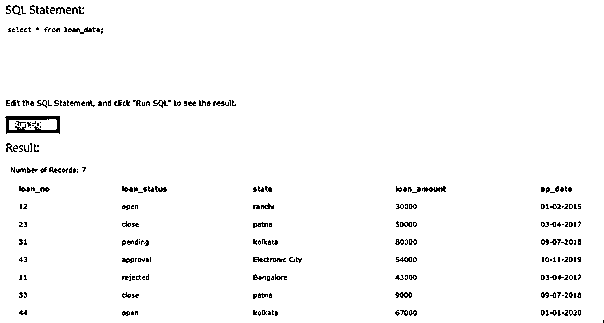 SQL Statement:
select * from loan_data;
Edit the SQL Statement, and click "Run SQL" to see the result.
Result:
Number of Records: 7
loan_no loan_status state loan_amount ap_date
12 open ranchi 30000 01-02-2015
23 close patna 50000 03-04-2017
31 pending kolkata 80000 09-07-2018
43 approval Electronic City 54000 10-11-2019
11 rejected Bangalore 43000 03-04-2017
33 close patna 9000 09-07-2018
44 open kolkata 67000 01-01-2020